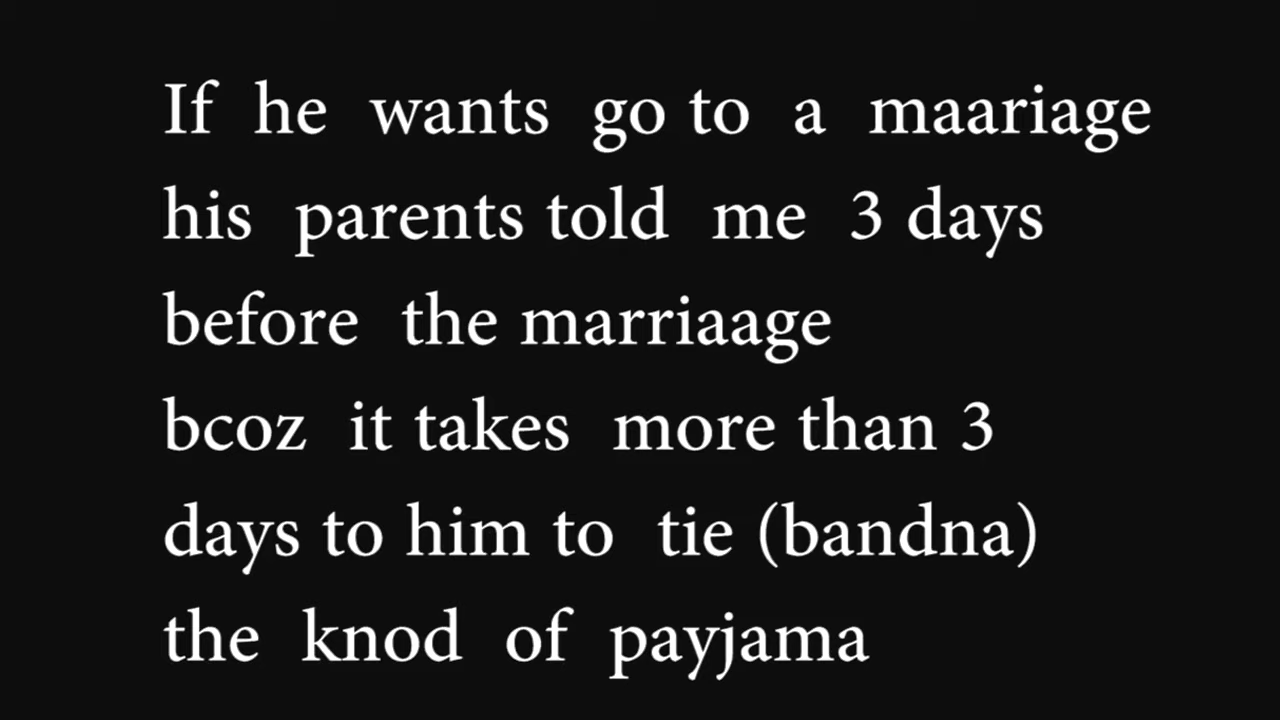 If he wants go to a maariage
his parents told me 3 days
before the marriaage
bcoz it takes more than 3
days to him to tie (bandna)
the knod of payjama